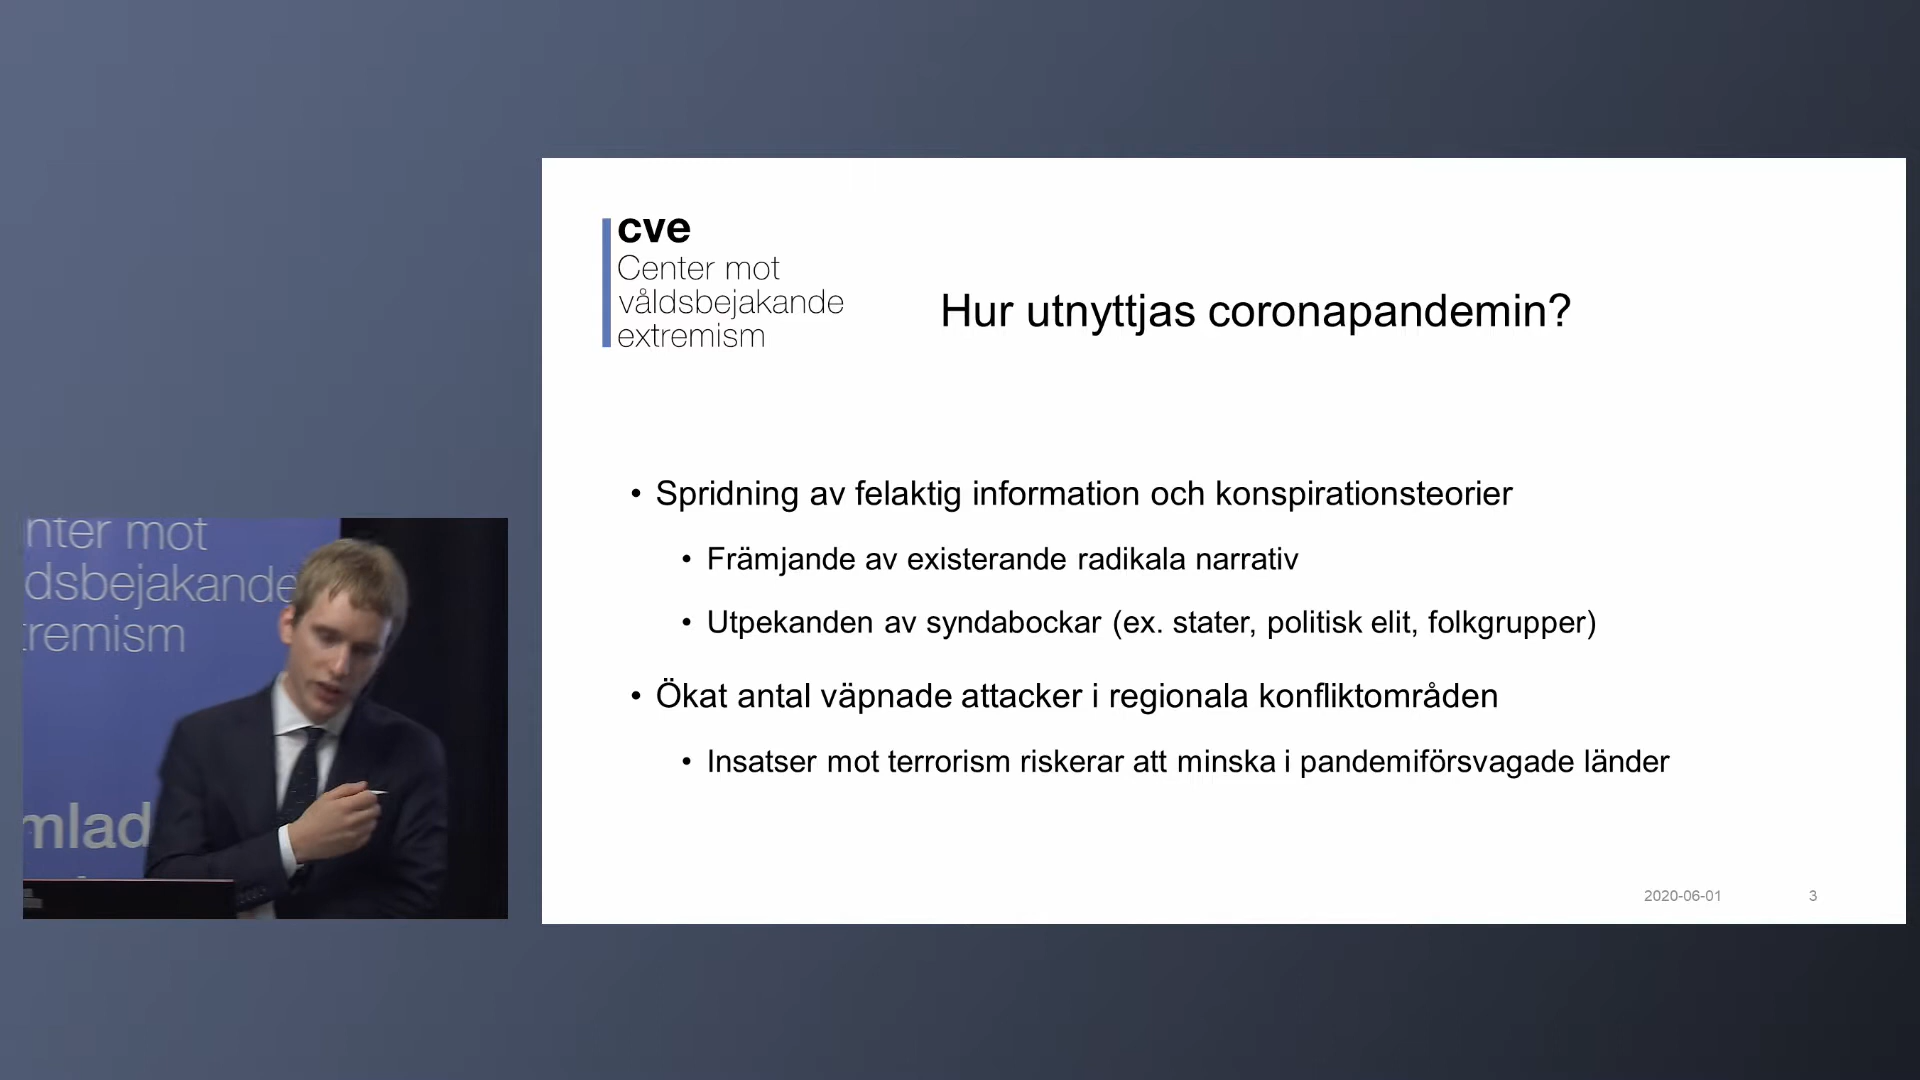 cve
Center mot
våldsbejakande
extremism
Hur utnyttjas coronapandemin?
• Spridning av felaktig information och konspirationsteorier
• Främjande av existerande radikala narrativ
• Utpekanden av syndabockar (ex. stater, politisk elit, folkgrupper)
• Ökat antal väpnade attacker i regionala konfliktområden
• Insatser mot terrorism riskerar att minska i pandemiförsvagade länder
2020-06-01 3
nter mot
dsbejakande
tremism
mlad